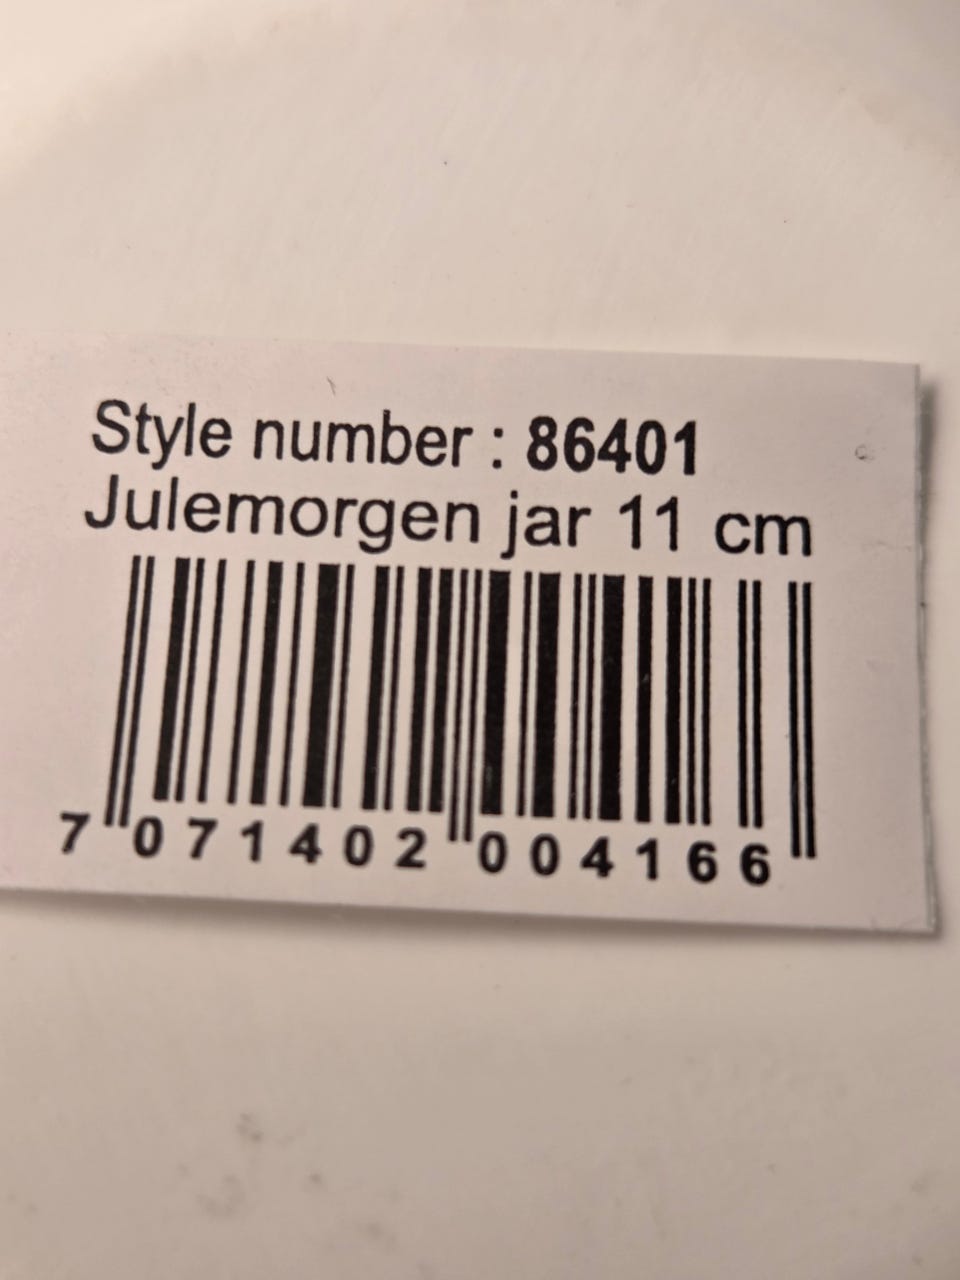 Style number : 86401
Julemorgen jar 11 cm
7 071402 004166